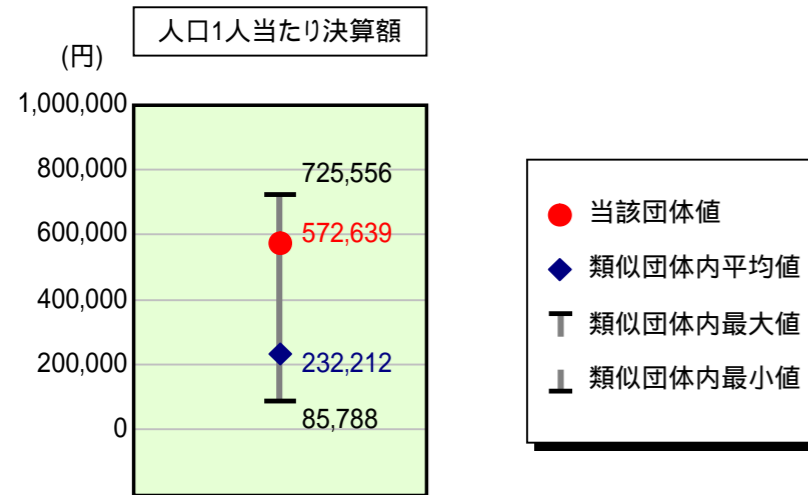 人口1人当たり決算額
(円)
1,000,000
800,000
600,000
400,000
200,000
0
725,556
572,639
232,212
85,788
当該団体値
類似団体内平均値
類似団体内最大値
類似団体内最小値